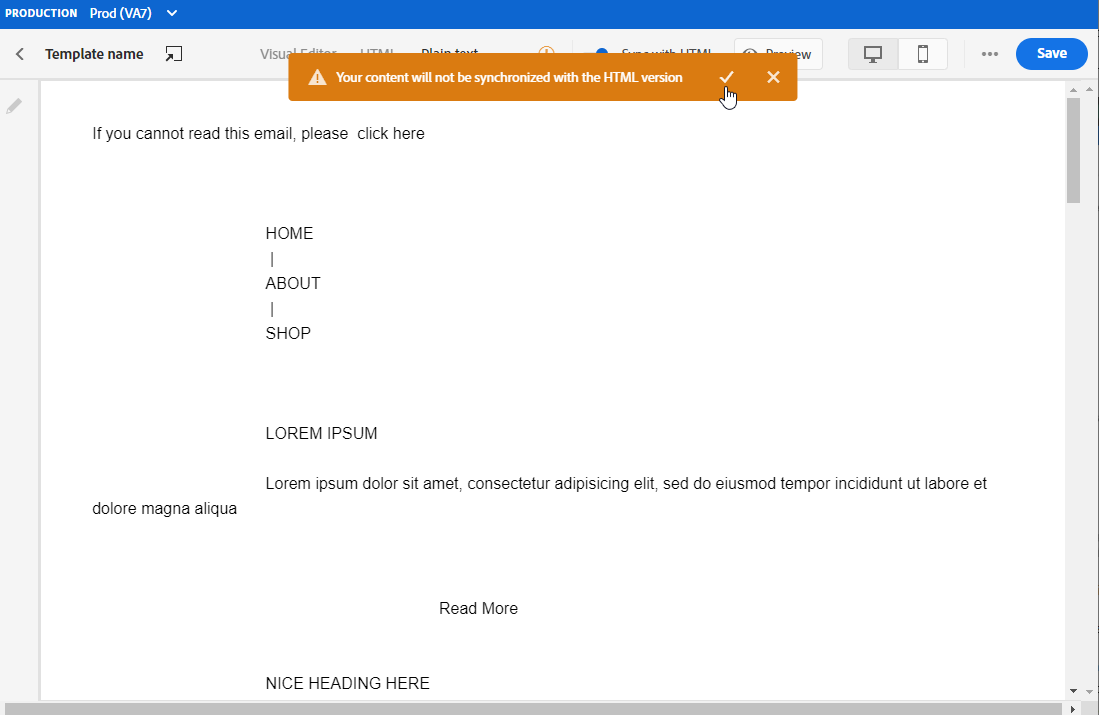 PRODUCTION Prod (VA7)
Template name Visual Editor HTML Plain text Sync with HTML Preview ••• Save
Your content will not be synchronized with the HTML version
If you cannot read this email, please  click here
HOME
|
ABOUT
|
SHOP
LOREM IPSUM
Lorem ipsum dolor sit amet, consectetur adipisicing elit, sed do eiusmod tempor incididunt ut labore et
dolore magna aliqua
Read More
NICE HEADING HERE